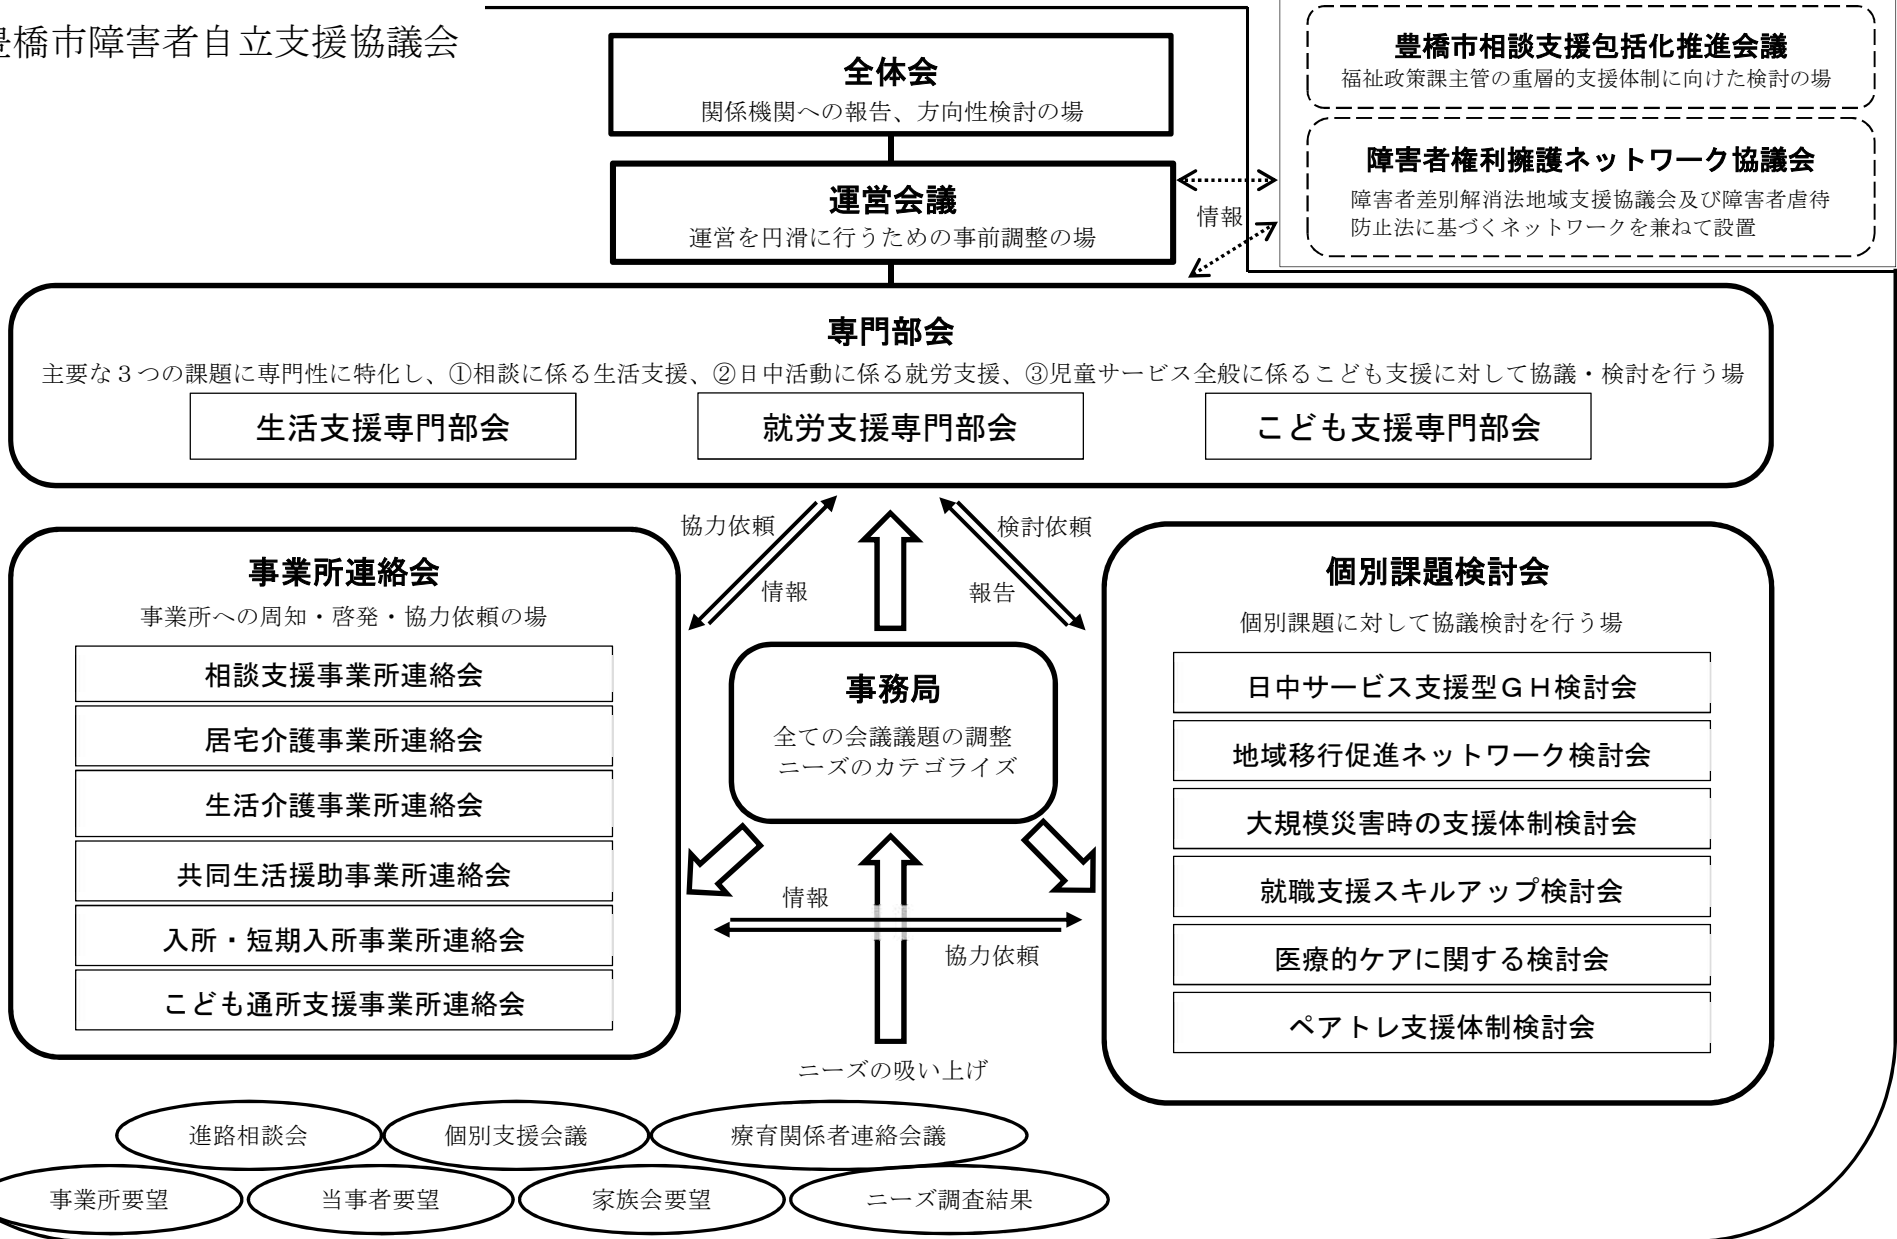 豊橋市障害者自立支援協議会
全体会
関係機関への報告、方向性検討の場
運営会議
運営を円滑に行うための事前調整の場
情報
豊橋市相談支援包括化推進会議
福祉政策課主管の重層的支援体制に向けた検討の場
障害者権利擁護ネットワーク協議会
障害者差別解消法地域支援協議会及び障害者虐待
防止法に基づくネットワークを兼ねて設置
専門部会
主要な３つの課題に専門性に特化し、①相談に係る生活支援、②日中活動に係る就労支援、③児童サービス全般に係るこども支援に対して協議・検討を行う場
生活支援専門部会
就労支援専門部会
こども支援専門部会
協力依頼
情報
検討依頼
報告
事業所連絡会
事業所への周知・啓発・協力依頼の場
相談支援事業所連絡会
居宅介護事業所連絡会
生活介護事業所連絡会
共同生活援助事業所連絡会
入所・短期入所事業所連絡会
こども通所支援事業所連絡会
事務局
全ての会議議題の調整
ニーズのカテゴライズ
情報
協力依頼
ニーズの吸い上げ
個別課題検討会
個別課題に対して協議検討を行う場
日中サービス支援型ＧＨ検討会
地域移行促進ネットワーク検討会
大規模災害時の支援体制検討会
就職支援スキルアップ検討会
医療的ケアに関する検討会
ペアトレ支援体制検討会
進路相談会
個別支援会議
療育関係者連絡会議
事業所要望
当事者要望
家族会要望
ニーズ調査結果